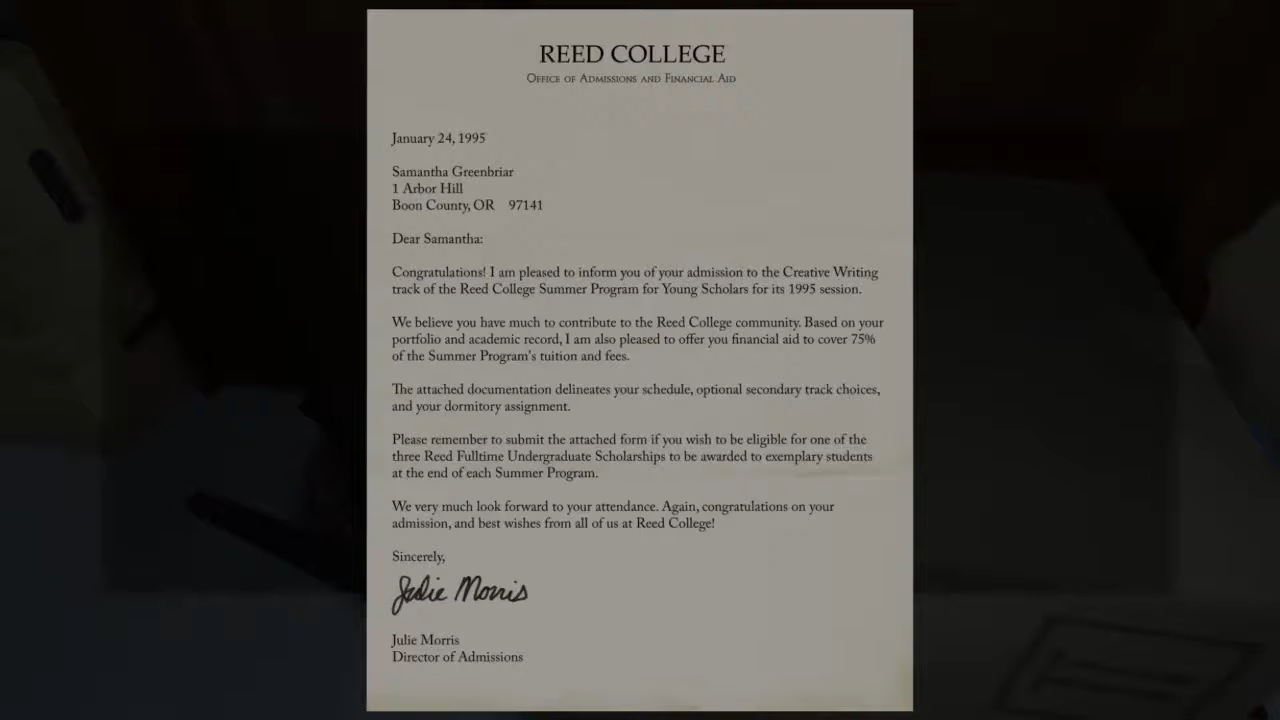 REED COLLEGE
Office of Admissions and Financial Aid
January 24, 1995
Samantha Greenbriar
1 Arbor Hill
Boon County, OR 97141
Dear Samantha:
Congratulations! I am pleased to inform you of your admission to the Creative Writing
track of the Reed College Summer Program for Young Scholars for its 1995 session.
We believe you have much to contribute to the Reed College community. Based on your
portfolio and academic record, I am also pleased to offer you financial aid to cover 75%
of the Summer Program's tuition and fees.
The attached documentation delineates your schedule, optional secondary track choices,
and your dormitory assignment.
Please remember to submit the attached form if you wish to be eligible for one of the
three Reed Fulltime Undergraduate Scholarships to be awarded to exemplary students
at the end of each Summer Program.
We very much look forward to your attendance. Again, congratulations on your
admission, and best wishes from all of us at Reed College!
Sincerely,
Julie Morris
Julie Morris
Director of Admissions